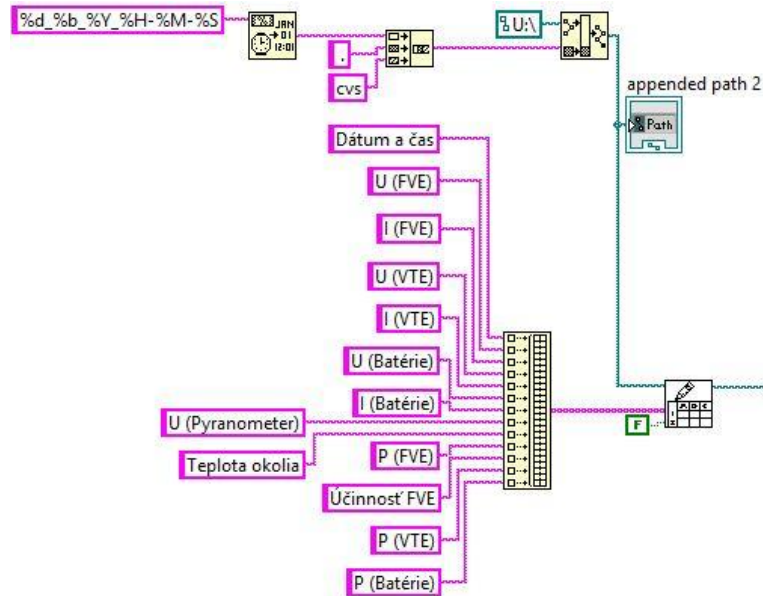 %d_%b_%Y_%H-%M-%S
JAN
01
12:01
.
cvs
U:\
appended path 2
Path
Dátum a čas
U (FVE)
I (FVE)
U (VTE)
I (VTE)
U (Batérie)
I (Batérie)
U (Pyranometer)
Teplota okolia
P (FVE)
Účinnosť FVE
P (VTE)
P (Batérie)
F